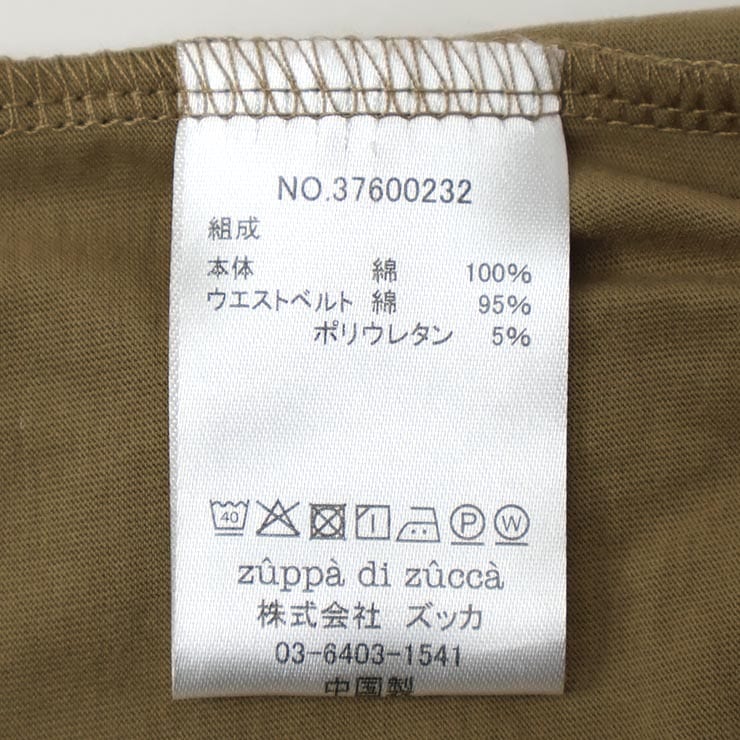 NO.37600232
組成
本体 綿 100%
ウエストベルト 綿 95%
ポリウレタン 5%
40 P W
zûppà di zûccà
株式会社 ズッカ
03-6403-1541
中国製